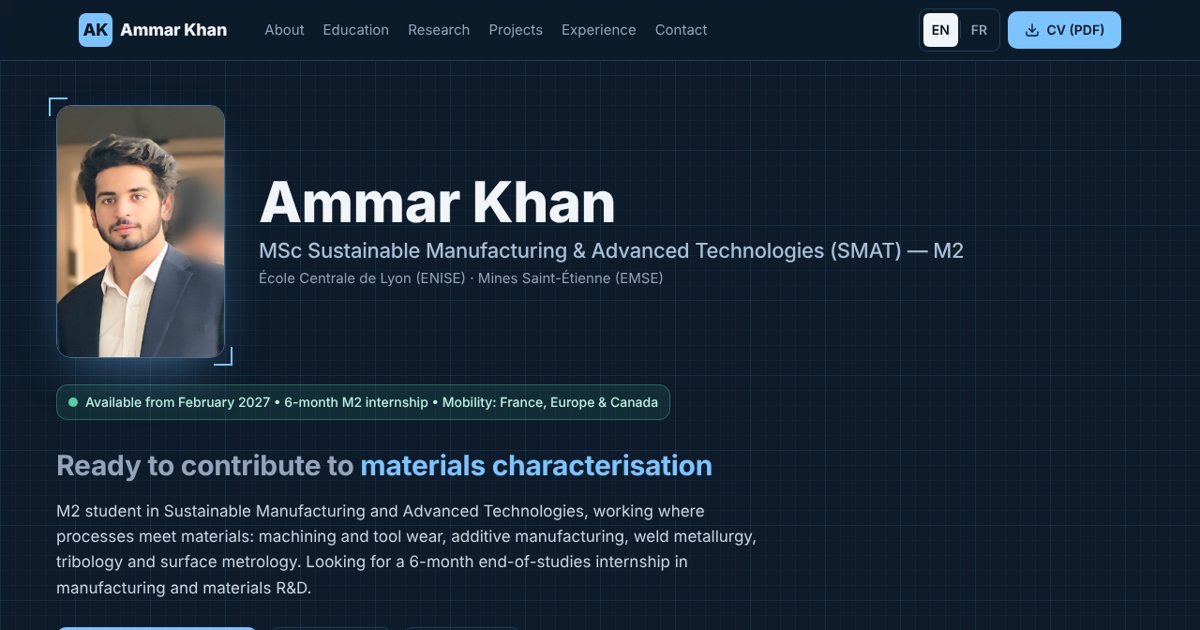 AK Ammar Khan About Education Research Projects Experience Contact EN FR CV (PDF)
Ammar Khan
MSc Sustainable Manufacturing & Advanced Technologies (SMAT) — M2
École Centrale de Lyon (ENISE) · Mines Saint-Étienne (EMSE)
Available from February 2027 • 6-month M2 internship • Mobility: France, Europe & Canada
Ready to contribute to materials characterisation
M2 student in Sustainable Manufacturing and Advanced Technologies, working where
processes meet materials: machining and tool wear, additive manufacturing, weld metallurgy,
tribology and surface metrology. Looking for a 6-month end-of-studies internship in
manufacturing and materials R&D.